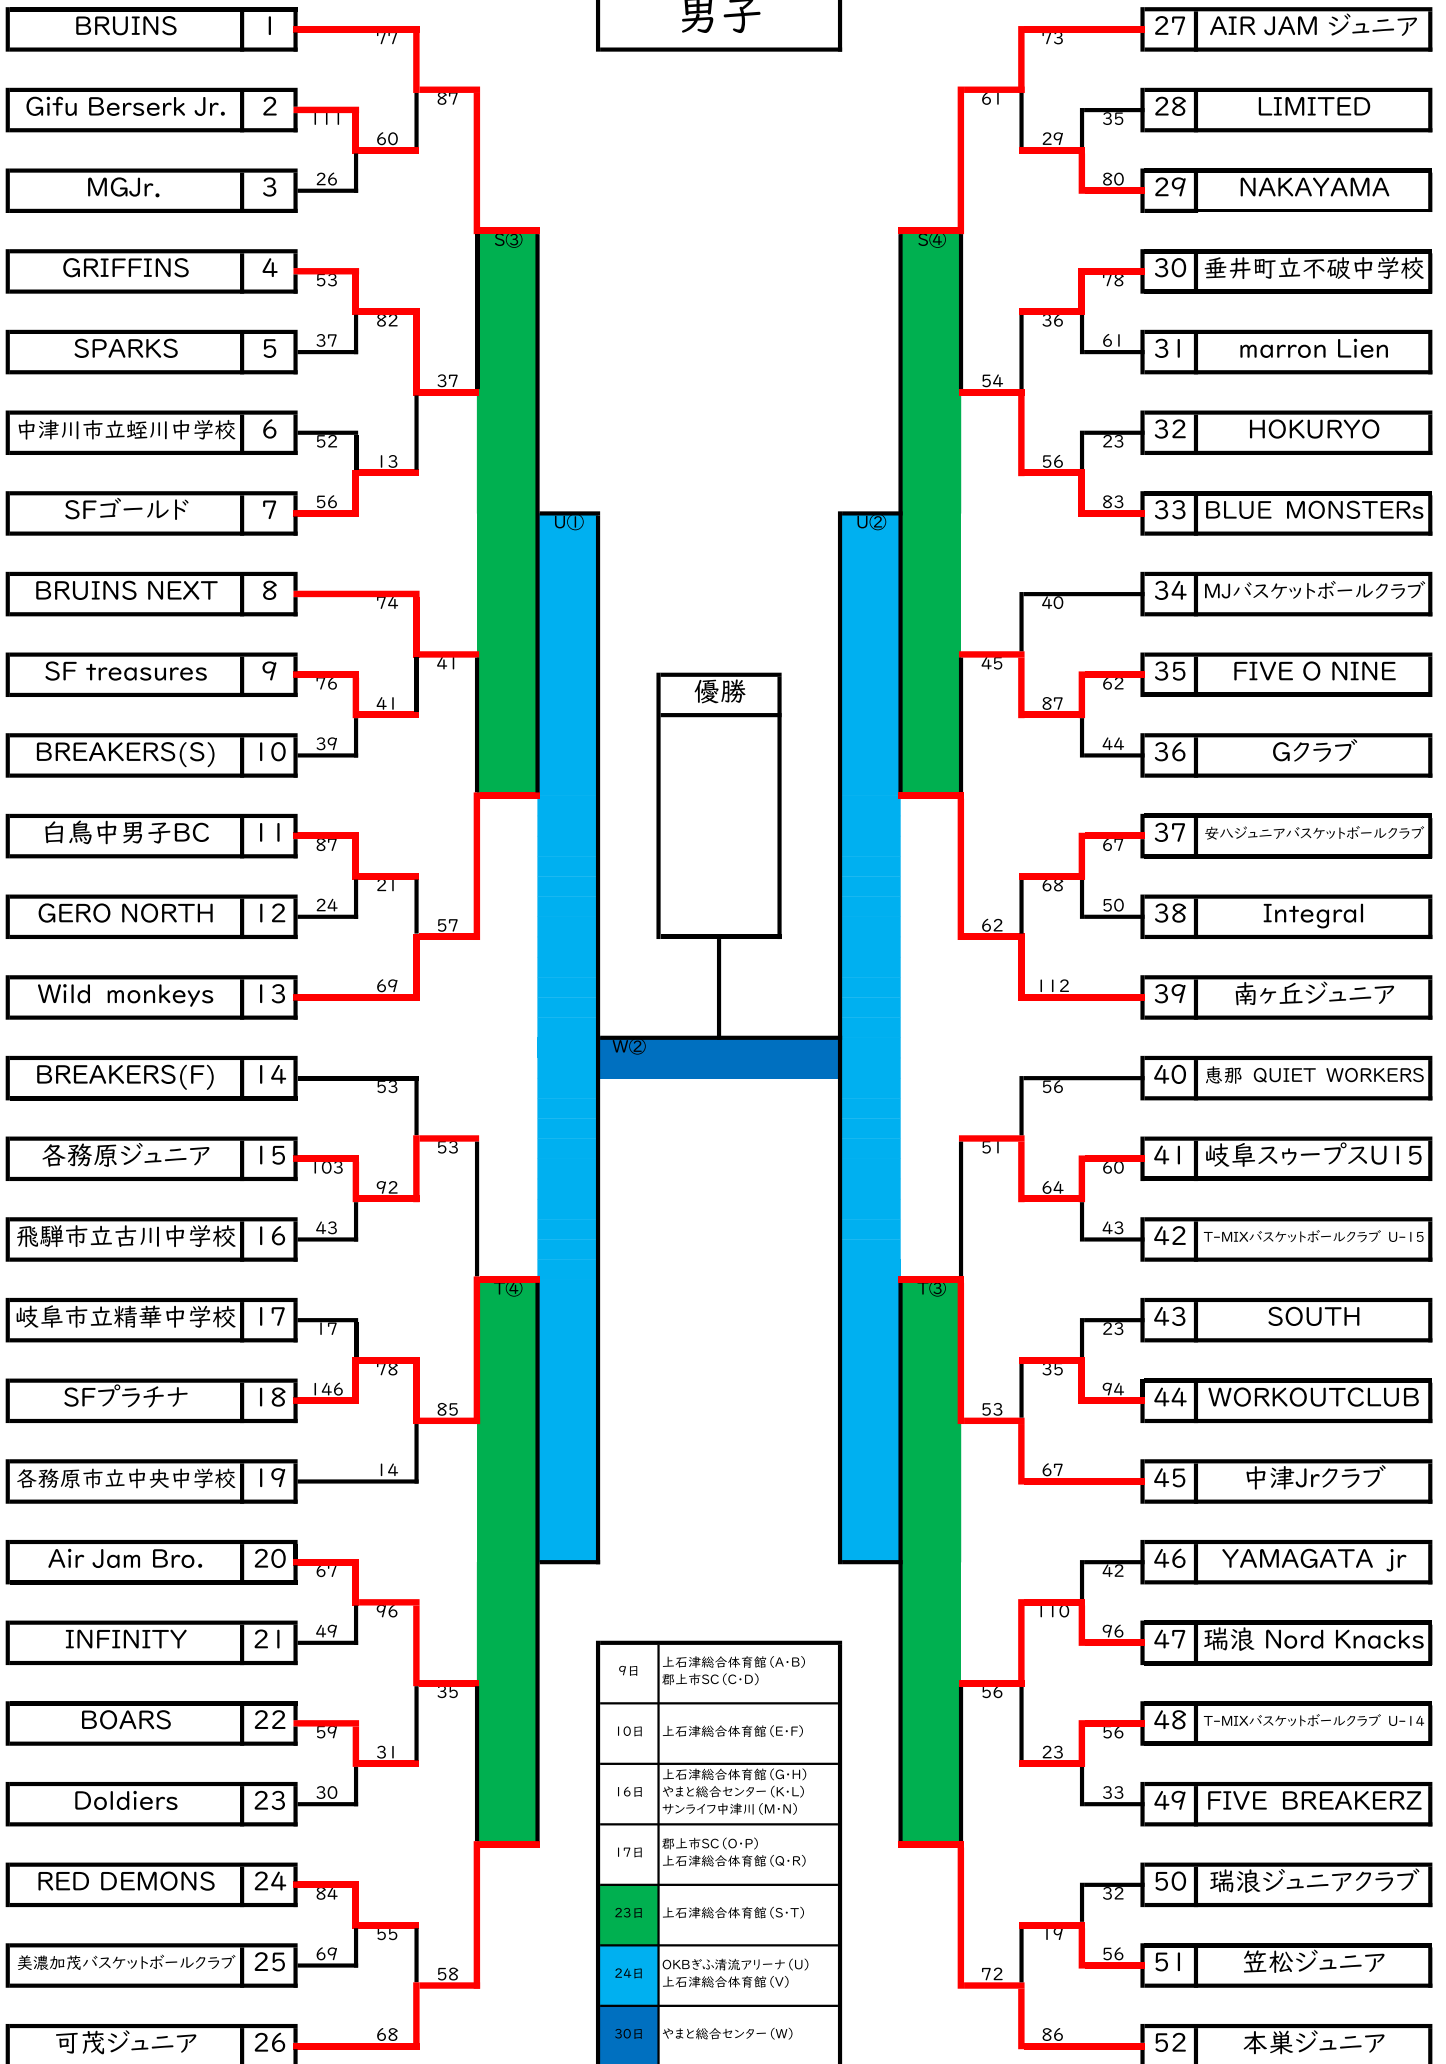 男子
BRUINS 1
77
87
Gifu Berserk Jr. 2
111
60
MGJr. 3
26
S③
GRIFFINS 4
53
82
SPARKS 5
37
37
中津川市立蛭川中学校 6
52
13
SFゴールド 7
56
U①
BRUINS NEXT 8
74
41
SF treasures 9
76
41
BREAKERS(S) 10
39
白鳥中男子BC 11
87
21
GERO NORTH 12
24
57
Wild monkeys 13
69
BREAKERS(F) 14
53
53
各務原ジュニア 15
103
92
飛騨市立古川中学校 16
43
T④
岐阜市立精華中学校 17
17
78
SFプラチナ 18
146
85
各務原市立中央中学校 19
14
Air Jam Bro. 20
67
96
INFINITY 21
49
35
BOARS 22
59
31
Doldiers 23
30
RED DEMONS 24
84
55
美濃加茂バスケットボールクラブ 25
69
58
可茂ジュニア 26
68
優勝
W②
27 AIR JAM ジュニア
73
61
28 LIMITED
35
29
29 NAKAYAMA
80
S④
30 垂井町立不破中学校
78
36
31 marron Lien
61
54
32 HOKURYO
23
56
33 BLUE MONSTERs
83
U②
34 MJバスケットボールクラブ
40
45
35 FIVE O NINE
62
87
36 Gクラブ
44
37 安八ジュニアバスケットボールクラブ
67
68
38 Integral
50
62
39 南ヶ丘ジュニア
112
40 恵那 QUIET WORKERS
56
51
41 岐阜スゥープスU15
60
64
42 T-MIXバスケットボールクラブ U-15
43
T③
43 SOUTH
23
35
44 WORKOUTCLUB
94
53
45 中津Jrクラブ
67
46 YAMAGATA jr
42
110
47 瑞浪 Nord Knacks
96
56
48 T-MIXバスケットボールクラブ U-14
56
23
49 FIVE BREAKERZ
33
50 瑞浪ジュニアクラブ
32
19
51 笠松ジュニア
56
72
52 本巣ジュニア
86
9日 上石津総合体育館(A・B)
郡上市SC(C・D)
10日 上石津総合体育館(E・F)
16日 上石津総合体育館(G・H)
やまと総合センター(K・L)
サンライフ中津川(M・N)
17日 郡上市SC(O・P)
上石津総合体育館(Q・R)
23日 上石津総合体育館(S・T)
24日 OKBぎふ清流アリーナ(U)
上石津総合体育館(V)
30日 やまと総合センター(W)